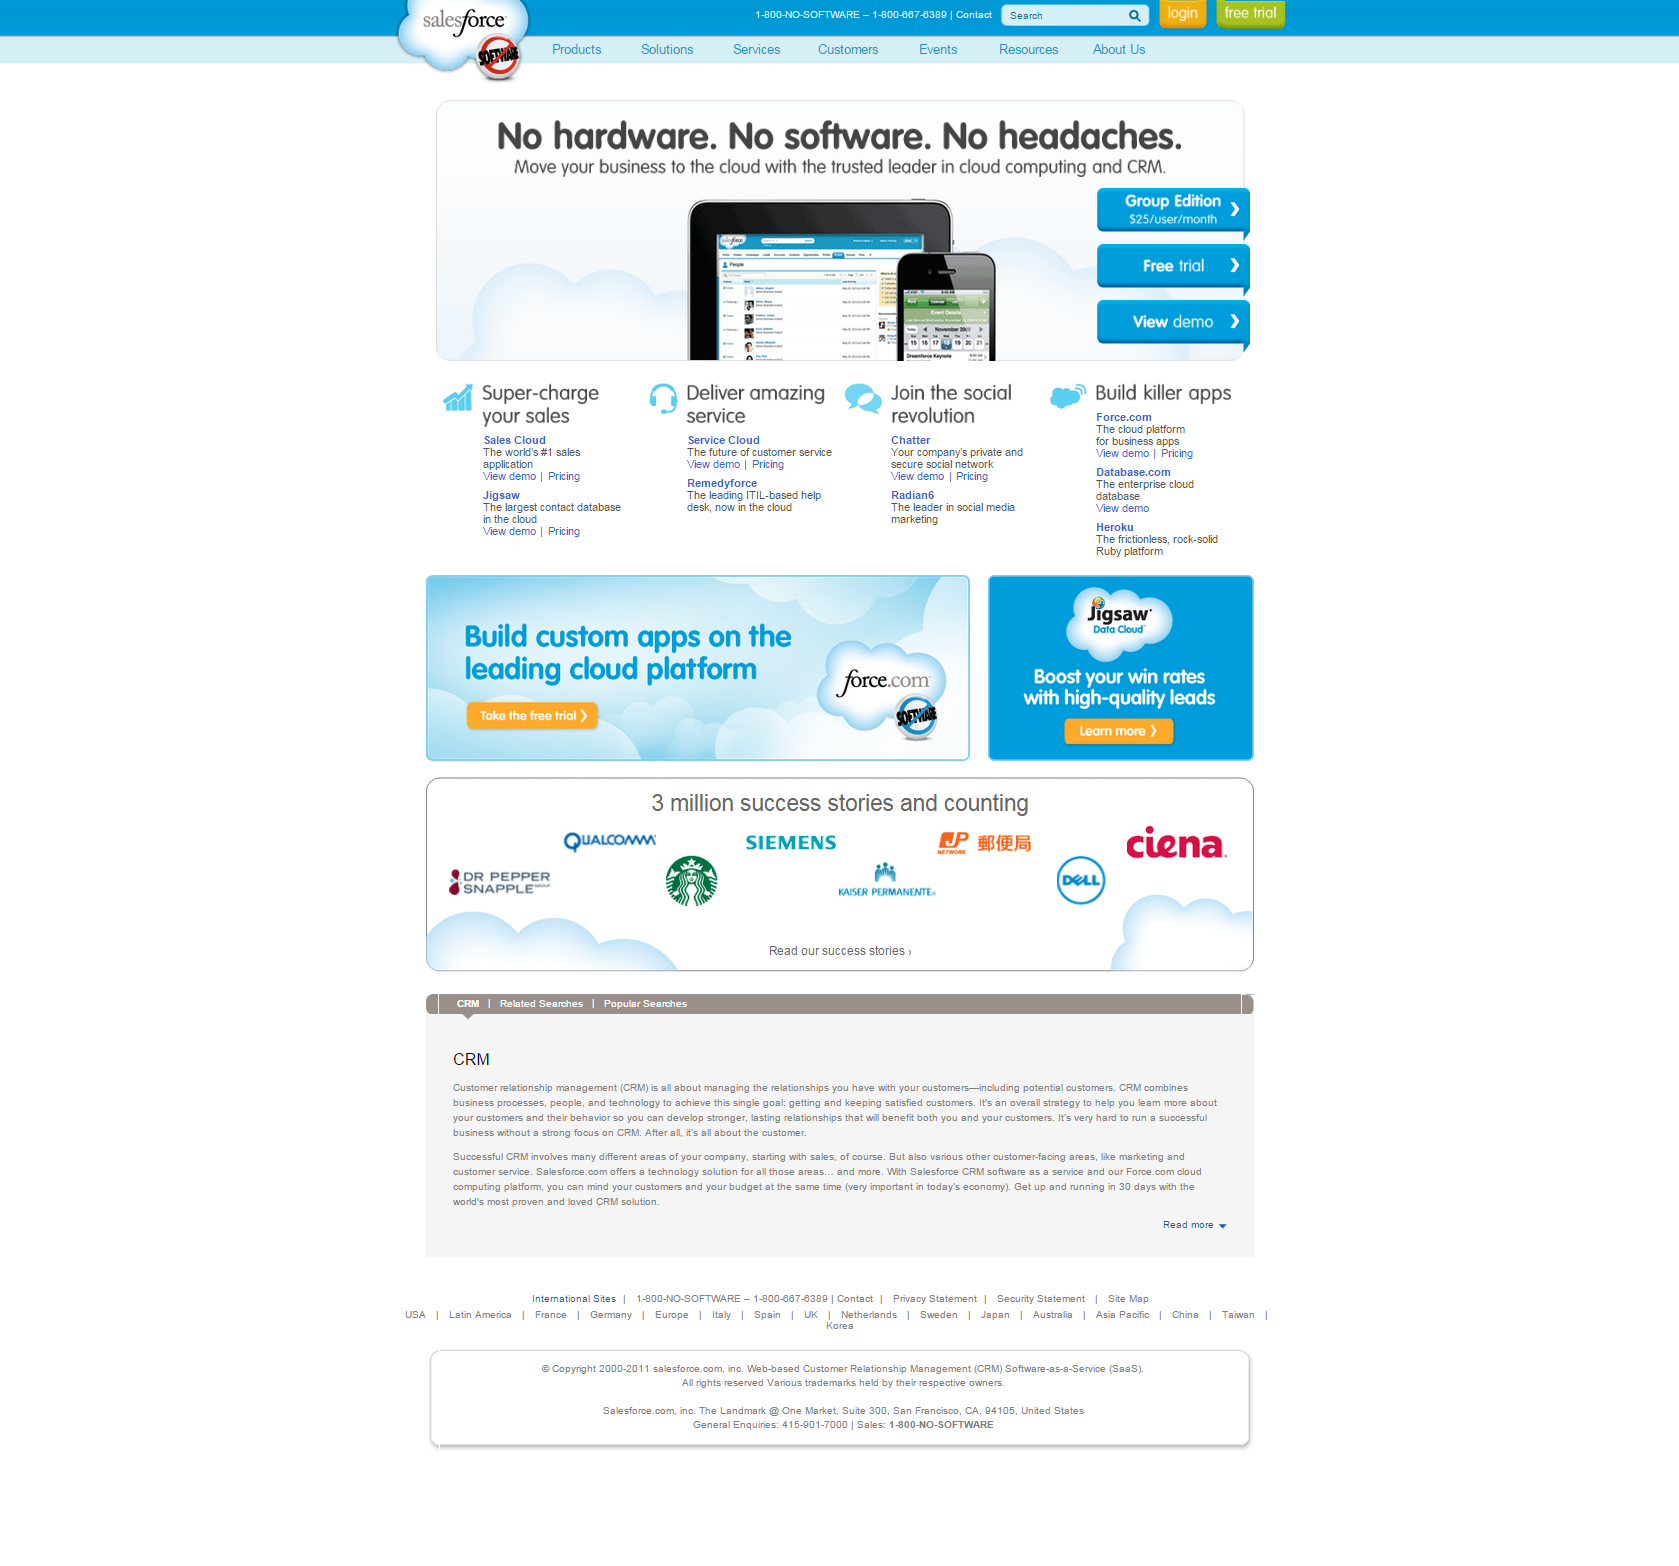 salesforce
SOFTWARE
1-800-NO-SOFTWARE – 1-800-667-6389 | Contact
Search
login
free trial
Products
Solutions
Services
Customers
Events
Resources
About Us
No hardware. No software. No headaches.
Move your business to the cloud with the trusted leader in cloud computing and CRM.
Group Edition
$25/user/month
Free trial
View demo
salesforce
People
Event Details
November 2009
15 16 17 18 19 20 21
Dreamforce Keynote
Super-charge
your sales
Sales Cloud
The world's #1 sales
application
View demo | Pricing
Jigsaw
The largest contact database
in the cloud
View demo | Pricing
Deliver amazing
service
Service Cloud
The future of customer service
View demo | Pricing
Remedyforce
The leading ITIL-based help
desk, now in the cloud
Join the social
revolution
Chatter
Your company's private and
secure social network
View demo | Pricing
Radian6
The leader in social media
marketing
Build killer apps
Force.com
The cloud platform
for business apps
View demo | Pricing
Database.com
The enterprise cloud
database
View demo
Heroku
The frictionless, rock-solid
Ruby platform
Build custom apps on the
leading cloud platform
Take the free trial ›
force.com
SOFTWARE
Jigsaw
Data Cloud
Boost your win rates
with high-quality leads
Learn more ›
3 million success stories and counting
QUALCOMM
SIEMENS
JP NETWORK 郵便局
ciena
DR PEPPER
SNAPPLE GROUP
KAISER PERMANENTE
DELL
Read our success stories ›
CRM | Related Searches | Popular Searches
CRM
Customer relationship management (CRM) is all about managing the relationships you have with your customers—including potential customers. CRM combines
business processes, people, and technology to achieve this single goal: getting and keeping satisfied customers. It's an overall strategy to help you learn more about
your customers and their behavior so you can develop stronger, lasting relationships that will benefit both you and your customers. It's very hard to run a successful
business without a strong focus on CRM. After all, it's all about the customer.
Successful CRM involves many different areas of your company, starting with sales, of course. But also various other customer-facing areas, like marketing and
customer service. Salesforce.com offers a technology solution for all those areas... and more. With Salesforce CRM software as a service and our Force.com cloud
computing platform, you can mind your customers and your budget at the same time (very important in today's economy). Get up and running in 30 days with the
world's most proven and loved CRM solution.
Read more
International Sites | 1-800-NO-SOFTWARE – 1-800-667-6389 | Contact | Privacy Statement | Security Statement | Site Map
USA | Latin America | France | Germany | Europe | Italy | Spain | UK | Netherlands | Sweden | Japan | Australia | Asia Pacific | China | Taiwan |
Korea
© Copyright 2000-2011 salesforce.com, inc. Web-based Customer Relationship Management (CRM) Software-as-a-Service (SaaS).
All rights reserved Various trademarks held by their respective owners.
Salesforce.com, inc. The Landmark @ One Market, Suite 300, San Francisco, CA, 94105, United States
General Enquiries: 415-901-7000 | Sales: 1-800-NO-SOFTWARE